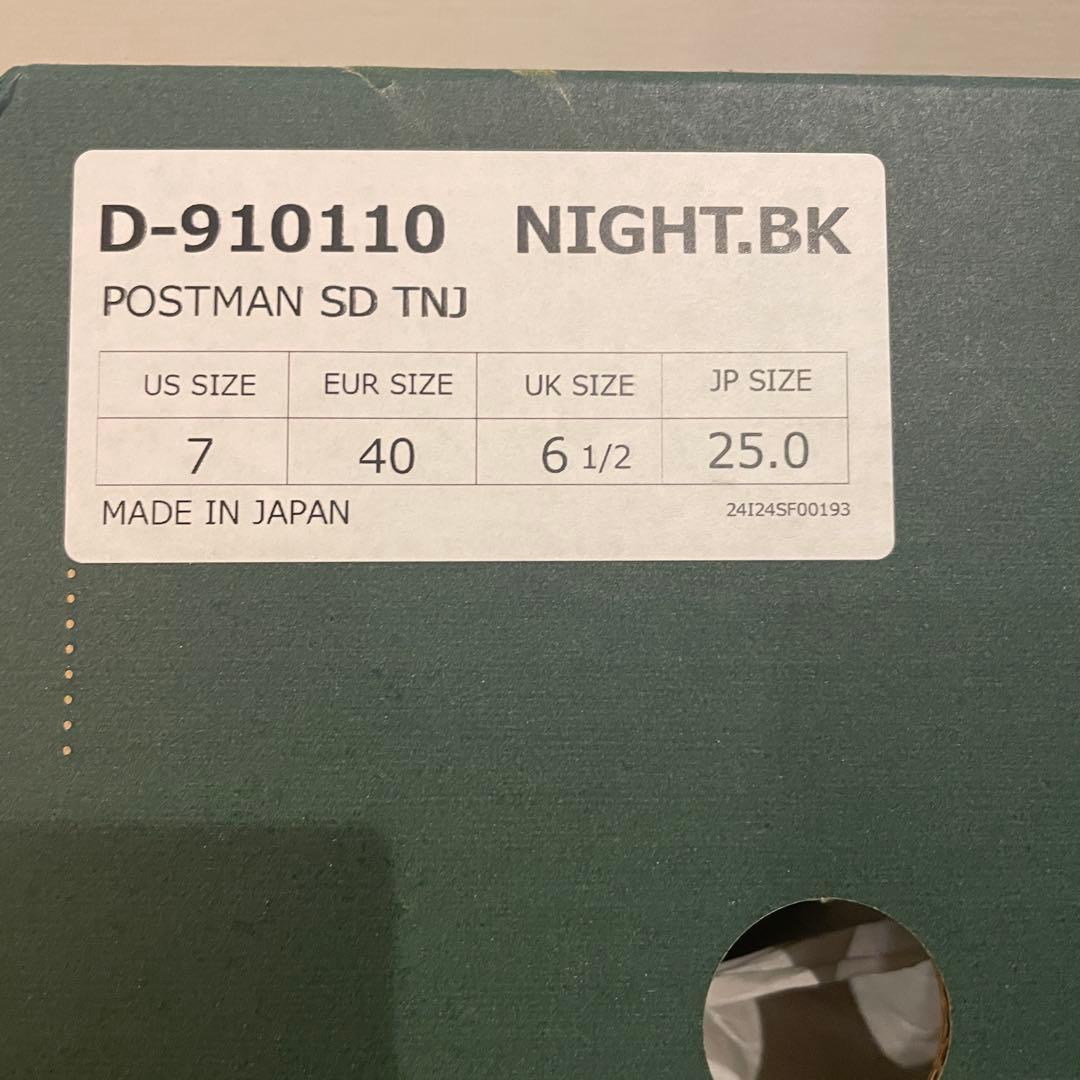 D-910110 NIGHT.BK
POSTMAN SD TNJ
US SIZE EUR SIZE UK SIZE JP SIZE
7 40 6 1/2 25.0
MADE IN JAPAN 24I24SF00193